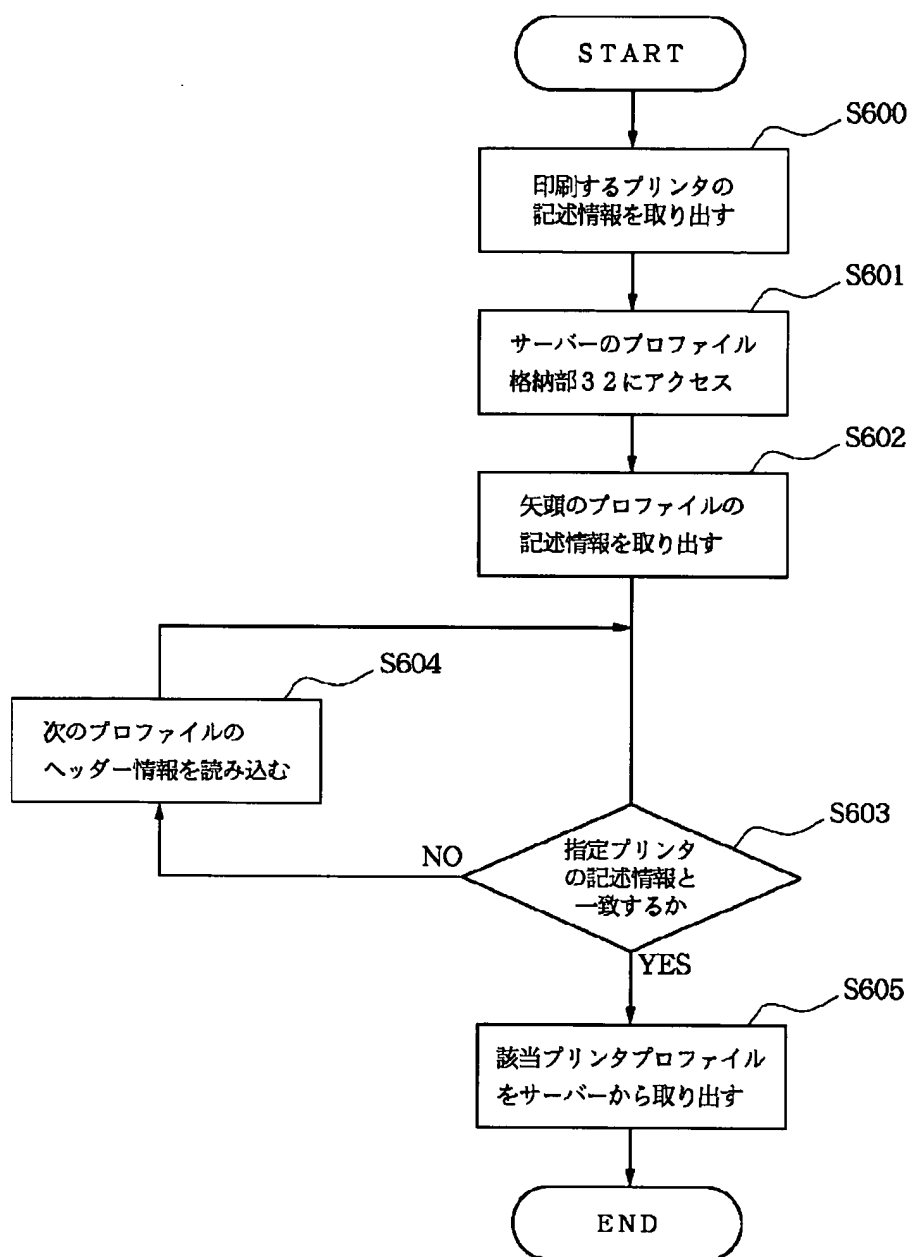 START
S600
印刷するプリンタの
記述情報を取り出す
S601
サーバーのプロファイル
格納部32にアクセス
S602
矢頭のプロファイルの
記述情報を取り出す
S604
次のプロファイルの
ヘッダー情報を読み込む
S603
指定プリンタ
の記述情報と
一致するか
NO
YES
S605
該当プリンタプロファイル
をサーバーから取り出す
END